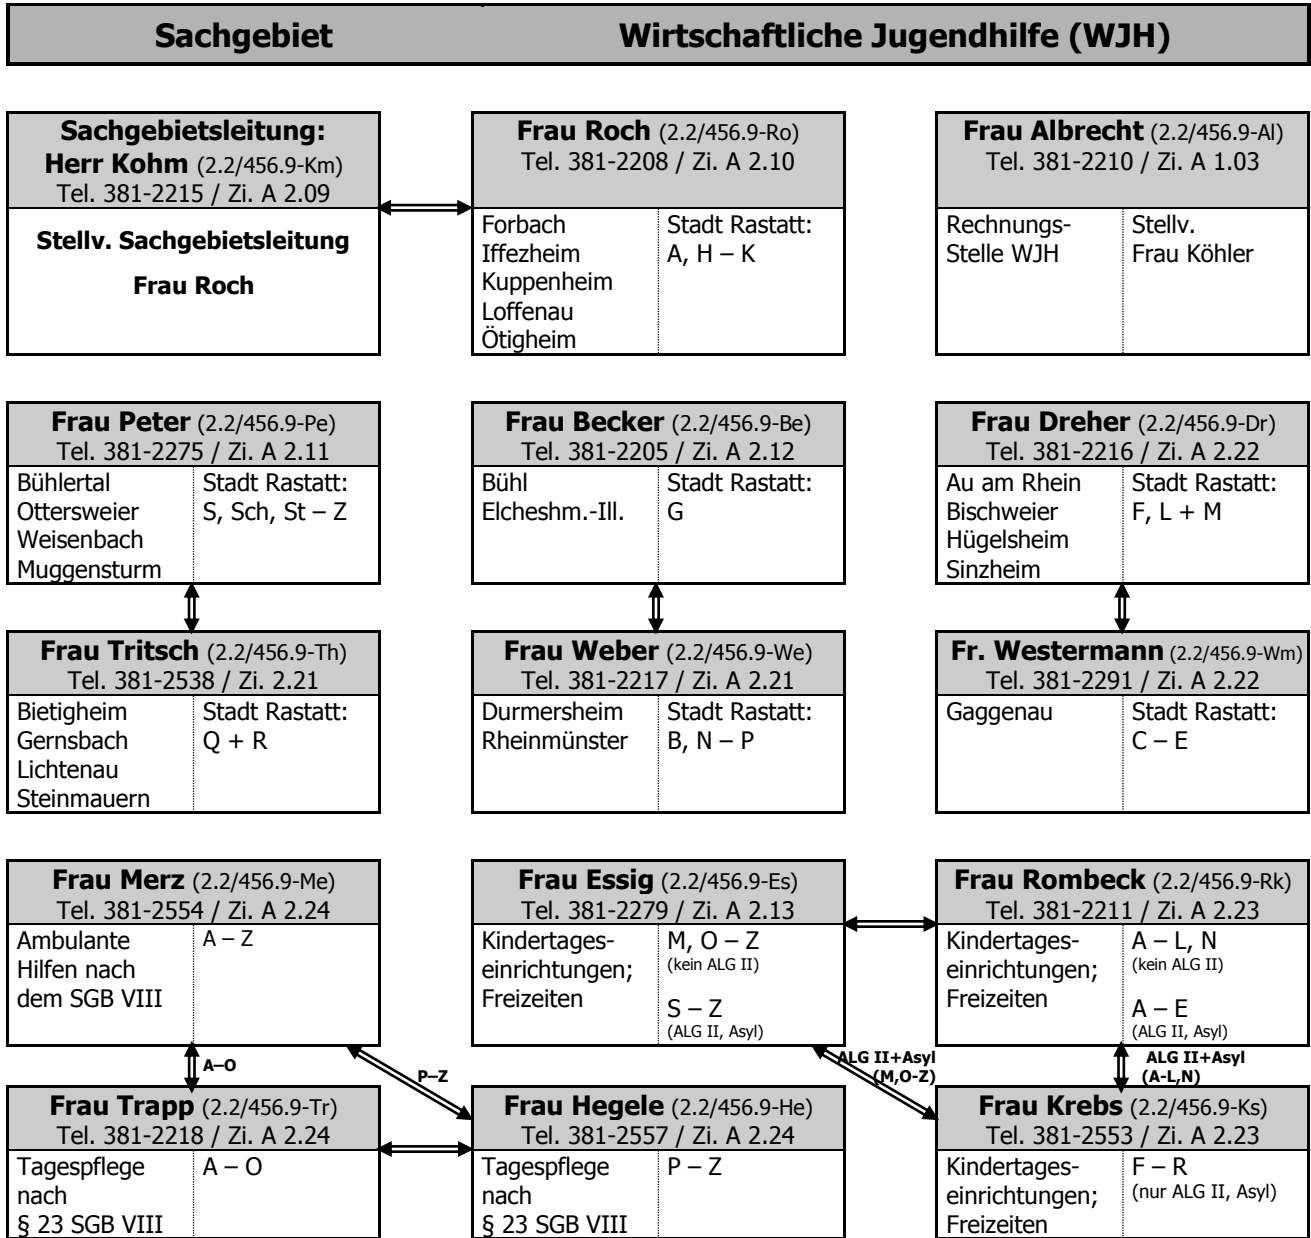 Sachgebiet Wirtschaftliche Jugendhilfe (WJH)
Sachgebietsleitung:
Herr Kohm (2.2/456.9-Km)
Tel. 381-2215 / Zi. A 2.09
Stellv. Sachgebietsleitung
Frau Roch
Frau Roch (2.2/456.9-Ro)
Tel. 381-2208 / Zi. A 2.10
Forbach
Iffezheim
Kuppenheim
Loffenau
Ötigheim
Stadt Rastatt:
A, H – K
Frau Albrecht (2.2/456.9-Al)
Tel. 381-2210 / Zi. A 1.03
Rechnungs-
Stelle WJH
Stellv.
Frau Köhler
Frau Peter (2.2/456.9-Pe)
Tel. 381-2275 / Zi. A 2.11
Bühlertal
Ottersweier
Weisenbach
Muggensturm
Stadt Rastatt:
S, Sch, St – Z
Frau Becker (2.2/456.9-Be)
Tel. 381-2205 / Zi. A 2.12
Bühl
Elcheshm.-Ill.
Stadt Rastatt:
G
Frau Dreher (2.2/456.9-Dr)
Tel. 381-2216 / Zi. A 2.22
Au am Rhein
Bischweier
Hügelsheim
Sinzheim
Stadt Rastatt:
F, L + M
Frau Tritsch (2.2/456.9-Th)
Tel. 381-2538 / Zi. 2.21
Bietigheim
Gernsbach
Lichtenau
Steinmauern
Stadt Rastatt:
Q + R
Frau Weber (2.2/456.9-We)
Tel. 381-2217 / Zi. A 2.21
Durmersheim
Rheinmünster
Stadt Rastatt:
B, N – P
Fr. Westermann (2.2/456.9-Wm)
Tel. 381-2291 / Zi. A 2.22
Gaggenau
Stadt Rastatt:
C – E
Frau Merz (2.2/456.9-Me)
Tel. 381-2554 / Zi. A 2.24
Ambulante
Hilfen nach
dem SGB VIII
A – Z
Frau Essig (2.2/456.9-Es)
Tel. 381-2279 / Zi. A 2.13
Kindertages-
einrichtungen;
Freizeiten
M, O – Z
(kein ALG II)
S – Z
(ALG II, Asyl)
Frau Rombeck (2.2/456.9-Rk)
Tel. 381-2211 / Zi. A 2.23
Kindertages-
einrichtungen;
Freizeiten
A – L, N
(kein ALG II)
A – E
(ALG II, Asyl)
A–O
P–Z
ALG II+Asyl
(M,O-Z)
ALG II+Asyl
(A-L,N)
Frau Trapp (2.2/456.9-Tr)
Tel. 381-2218 / Zi. A 2.24
Tagespflege
nach
§ 23 SGB VIII
A – O
Frau Hegele (2.2/456.9-He)
Tel. 381-2557 / Zi. A 2.24
Tagespflege
nach
§ 23 SGB VIII
P – Z
Frau Krebs (2.2/456.9-Ks)
Tel. 381-2553 / Zi. A 2.23
Kindertages-
einrichtungen;
Freizeiten
F – R
(nur ALG II, Asyl)